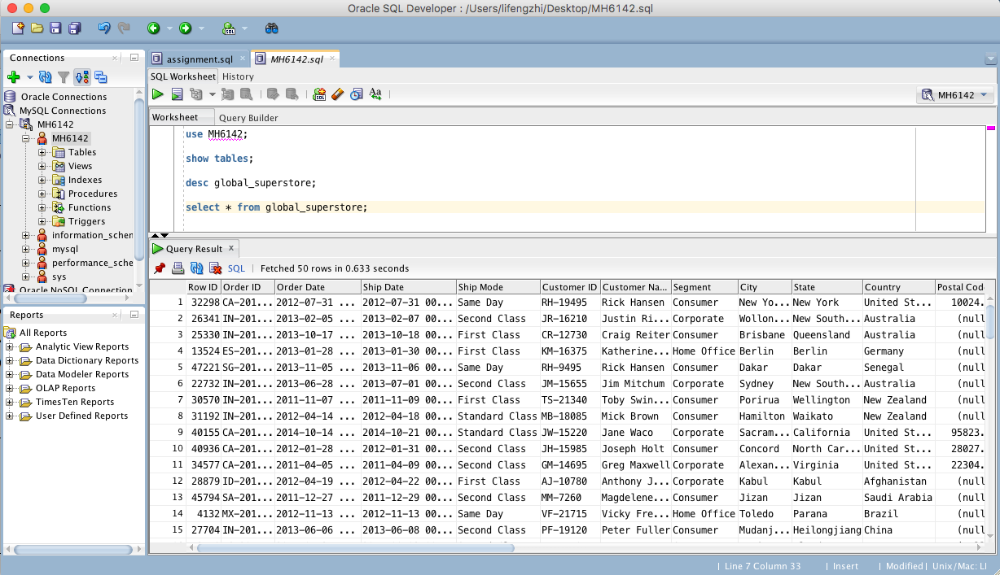 Oracle SQL Developer : /Users/lifengzhi/Desktop/MH6142.sql
Connections
Oracle Connections
MySQL Connections
MH6142
MH6142
Tables
Views
Indexes
Procedures
Functions
Triggers
information_schem
mysql
performance_sche
sys
Oracle NoSQL Connection
Reports
All Reports
Analytic View Reports
Data Dictionary Reports
Data Modeler Reports
OLAP Reports
TimesTen Reports
User Defined Reports
assignment.sql
MH6142.sql
SQL Worksheet History
MH6142
Worksheet Query Builder
use MH6142;
show tables;
desc global_superstore;
select * from global_superstore;
Query Result
SQL | Fetched 50 rows in 0.633 seconds
Row ID Order ID Order Date Ship Date Ship Mode Customer ID Customer Na... Segment City State Country Postal Cod
1 32298 CA-201... 2012-07-31 ... 2012-07-31 00... Same Day RH-19495 Rick Hansen Consumer New Yo... New York United St... 10024.
2 26341 IN-201... 2013-02-05 ... 2013-02-07 00... Second Class JR-16210 Justin Ri... Corporate Wollon... New South... Australia (null
3 25330 IN-201... 2013-10-17 ... 2013-10-18 00... First Class CR-12730 Craig Reiter Consumer Brisbane Queensland Australia (null
4 13524 ES-201... 2013-01-28 ... 2013-01-30 00... First Class KM-16375 Katherine... Home Office Berlin Berlin Germany (null
5 47221 SG-201... 2013-11-05 ... 2013-11-06 00... Same Day RH-9495 Rick Hansen Consumer Dakar Dakar Senegal (null
6 22732 IN-201... 2013-06-28 ... 2013-07-01 00... Second Class JM-15655 Jim Mitchum Corporate Sydney New South... Australia (null
7 30570 IN-201... 2011-11-07 ... 2011-11-09 00... First Class TS-21340 Toby Swin... Consumer Porirua Wellington New Zealand (null
8 31192 IN-201... 2012-04-14 ... 2012-04-18 00... Standard Class MB-18085 Mick Brown Consumer Hamilton Waikato New Zealand (null
9 40155 CA-201... 2014-10-14 ... 2014-10-21 00... Standard Class JW-15220 Jane Waco Corporate Sacram... California United St... 95823.
10 40936 CA-201... 2012-01-28 ... 2012-01-31 00... Second Class JH-15985 Joseph Holt Consumer Concord North Car... United St... 28027.
11 34577 CA-201... 2011-04-05 ... 2011-04-09 00... Second Class GM-14695 Greg Maxwell Corporate Alexan... Virginia United St... 22304.
12 28879 ID-201... 2012-04-19 ... 2012-04-22 00... First Class AJ-10780 Anthony J... Corporate Kabul Kabul Afghanistan (null
13 45794 SA-201... 2011-12-27 ... 2011-12-29 00... Second Class MM-7260 Magdelene... Consumer Jizan Jizan Saudi Arabia (null
14 4132 MX-201... 2012-11-13 ... 2012-11-13 00... Same Day VF-21715 Vicky Fre... Home Office Toledo Parana Brazil (null
15 27704 IN-201... 2013-06-06 ... 2013-06-08 00... Second Class PF-19120 Peter Fuller Consumer Mudanj... Heilongjiang China (null
| Line 7 Column 33 | Insert | Modified | Unix/Mac: LI